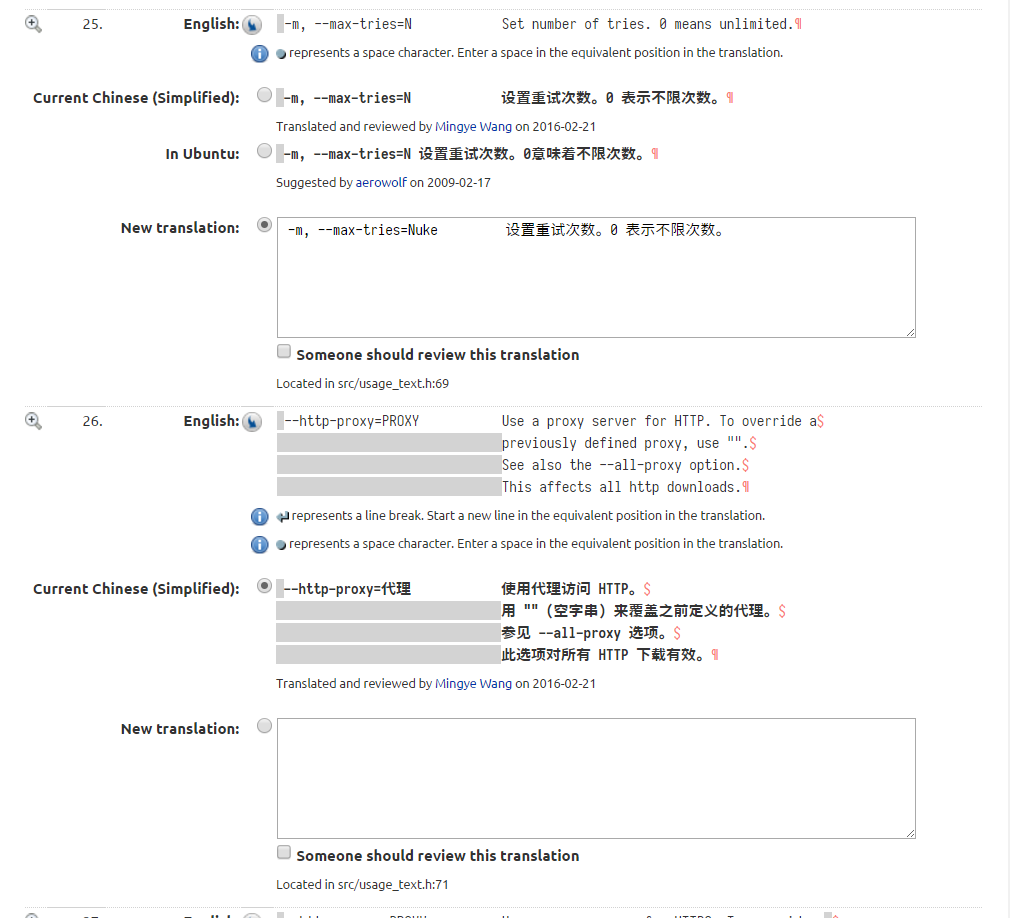 25. English: -m, --max-tries=N Set number of tries. 0 means unlimited.¶
represents a space character. Enter a space in the equivalent position in the translation.
Current Chinese (Simplified): -m, --max-tries=N 设置重试次数。0 表示不限次数。¶
Translated and reviewed by Mingye Wang on 2016-02-21
In Ubuntu: -m, --max-tries=N 设置重试次数。0意味着不限次数。¶
Suggested by aerowolf on 2009-02-17
New translation: -m, --max-tries=Nuke 设置重试次数。0 表示不限次数。
Someone should review this translation
Located in src/usage_text.h:69
26. English: --http-proxy=PROXY Use a proxy server for HTTP. To override a$
previously defined proxy, use "".$
See also the --all-proxy option.$
This affects all http downloads.¶
represents a line break. Start a new line in the equivalent position in the translation.
represents a space character. Enter a space in the equivalent position in the translation.
Current Chinese (Simplified): --http-proxy=代理 使用代理访问 HTTP。$
用 ""（空字串）来覆盖之前定义的代理。$
参见 --all-proxy 选项。$
此选项对所有 HTTP 下载有效。¶
Translated and reviewed by Mingye Wang on 2016-02-21
New translation:
Someone should review this translation
Located in src/usage_text.h:71